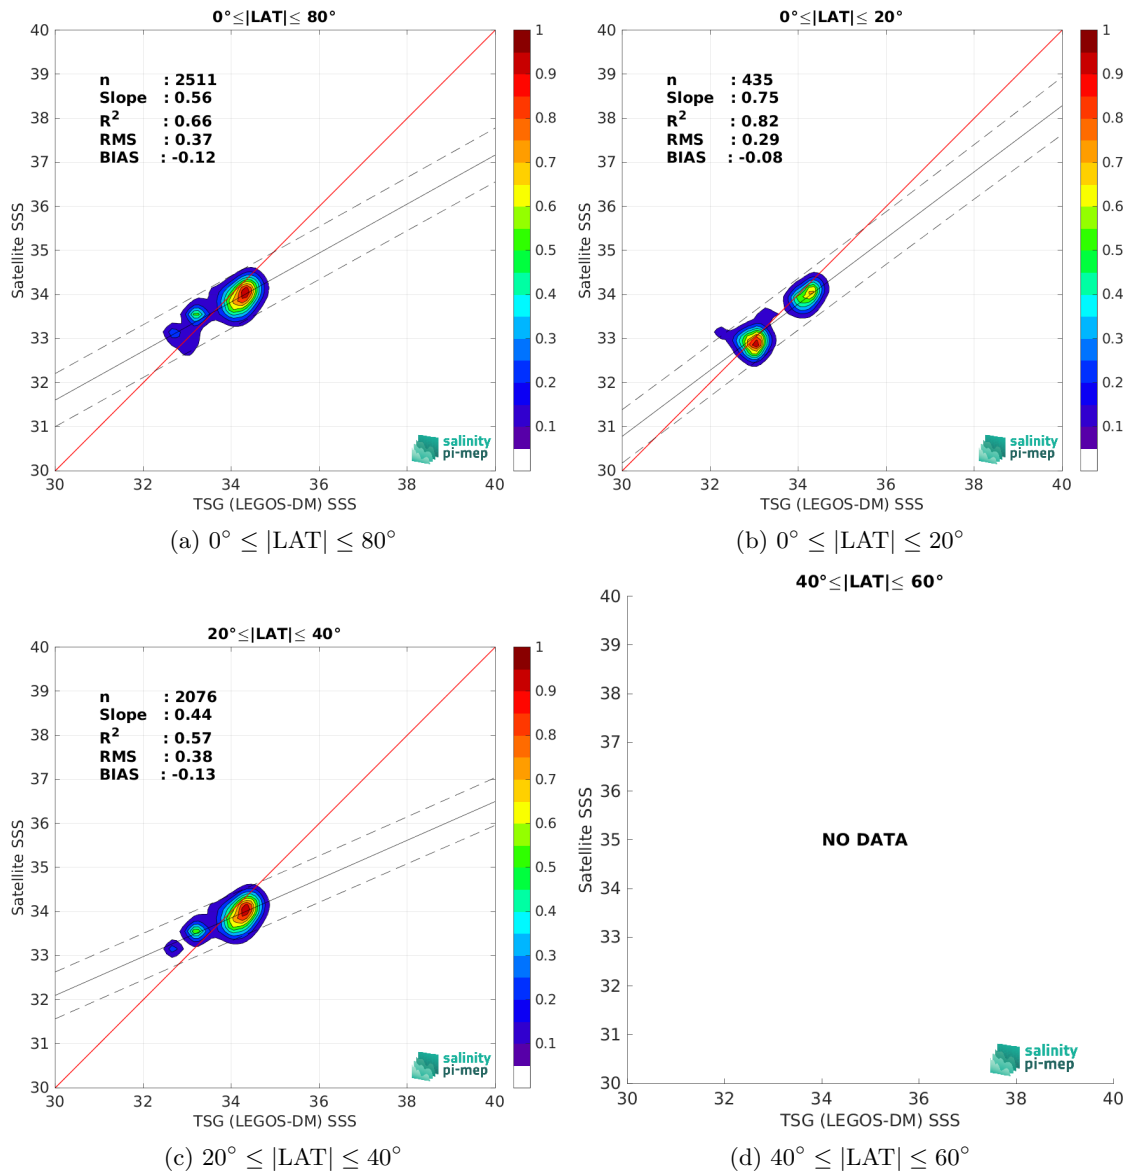 0°≤|LAT|≤ 80°
40
39
38
37
36
35
34
33
32
31
30
Satellite SSS
n : 2511
Slope : 0.56
R² : 0.66
RMS : 0.37
BIAS : -0.12
1
0.9
0.8
0.7
0.6
0.5
0.4
0.3
0.2
0.1
salinity
pi-mep
30 32 34 36 38 40
TSG (LEGOS-DM) SSS
(a) 0° ≤ |LAT| ≤ 80°
0°≤|LAT|≤ 20°
40
39
38
37
36
35
34
33
32
31
30
Satellite SSS
n : 435
Slope : 0.75
R² : 0.82
RMS : 0.29
BIAS : -0.08
1
0.9
0.8
0.7
0.6
0.5
0.4
0.3
0.2
0.1
salinity
pi-mep
30 32 34 36 38 40
TSG (LEGOS-DM) SSS
(b) 0° ≤ |LAT| ≤ 20°
20°≤|LAT|≤ 40°
40
39
38
37
36
35
34
33
32
31
30
Satellite SSS
n : 2076
Slope : 0.44
R² : 0.57
RMS : 0.38
BIAS : -0.13
1
0.9
0.8
0.7
0.6
0.5
0.4
0.3
0.2
0.1
salinity
pi-mep
30 32 34 36 38 40
TSG (LEGOS-DM) SSS
(c) 20° ≤ |LAT| ≤ 40°
40°≤|LAT|≤ 60°
40
39
38
37
36
35
34
33
32
31
30
Satellite SSS
NO DATA
salinity
pi-mep
30 32 34 36 38 40
TSG (LEGOS-DM) SSS
(d) 40° ≤ |LAT| ≤ 60°